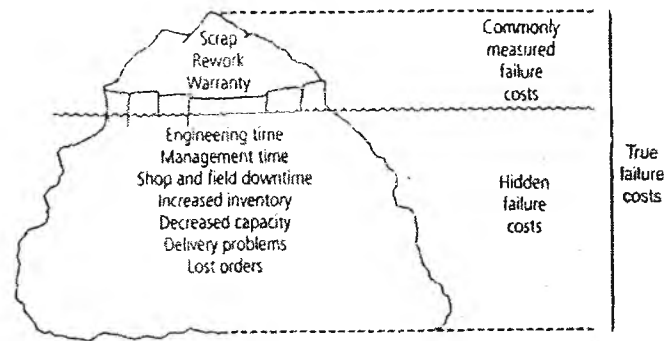 Scrap
Rework
Warranty
Commonly
measured
failure
costs
Engineering time
Management time
Shop and field downtime
Increased inventory
Decreased capacity
Delivery problems
Lost orders
Hidden
failure
costs
True
failure
costs